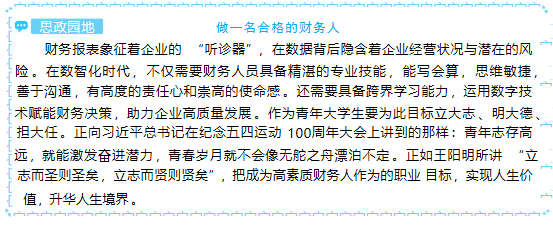 思政园地
做一名合格的财务人
财务报表象征着企业的 “听诊器”，在数据背后隐含着企业经营状况与潜在的风
险。在数智化时代，不仅需要财务人员具备精湛的专业技能，能写会算，思维敏捷，
善于沟通，有高度的责任心和崇高的使命感。还需要具备跨界学习能力，运用数字技
术赋能财务决策，助力企业高质量发展。作为青年大学生要为此目标立大志、明大德、
担大任。正向习近平总书记在纪念五四运动 100周年大会上讲到的那样：青年志存高
远，就能激发奋进潜力，青春岁月就不会像无舵之舟漂泊不定。正如王阳明所讲 “立
志而圣则圣矣，立志而贤则贤矣”，把成为高素质财务人作为的职业 目标，实现人生价
值，升华人生境界。